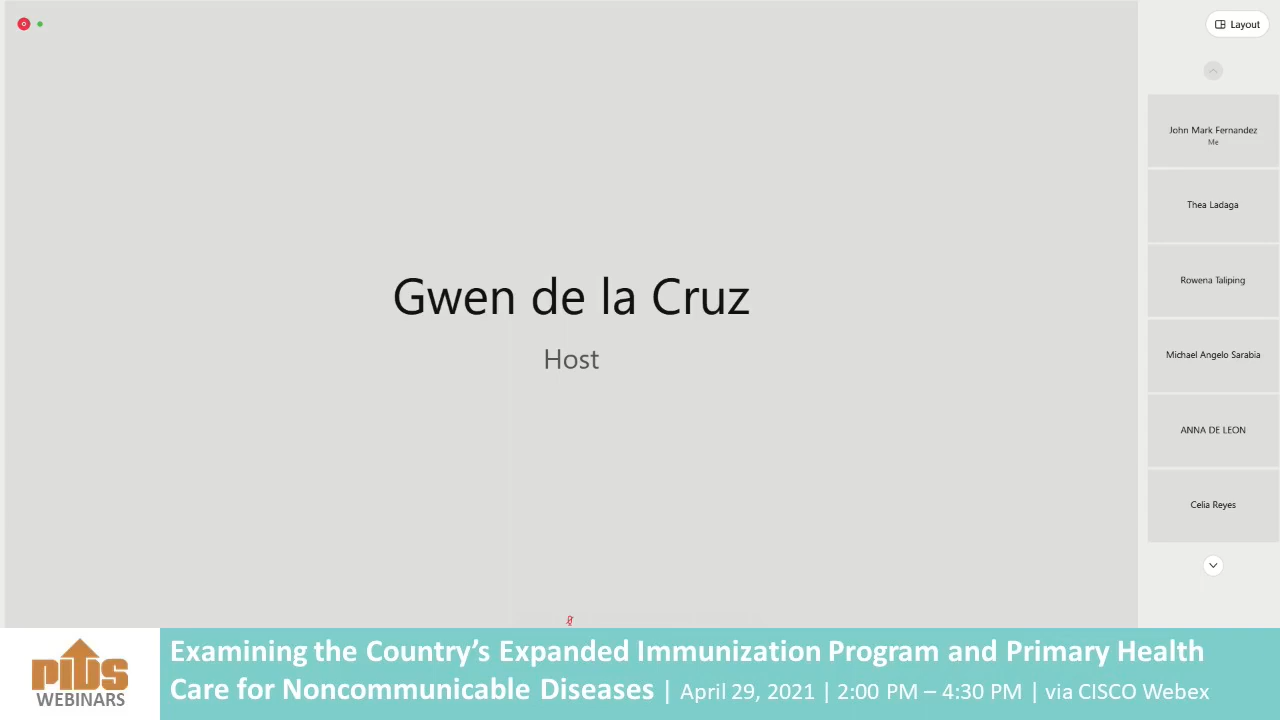 Layout
John Mark Fernandez
Me
Thea Ladaga
Rowena Taliping
Michael Angelo Sarabia
ANNA DE LEON
Celia Reyes
Gwen de la Cruz
Host
PIDS
WEBINARS
Examining the Country's Expanded Immunization Program and Primary Health
Care for Noncommunicable Diseases | April 29, 2021 | 2:00 PM – 4:30 PM | via CISCO Webex